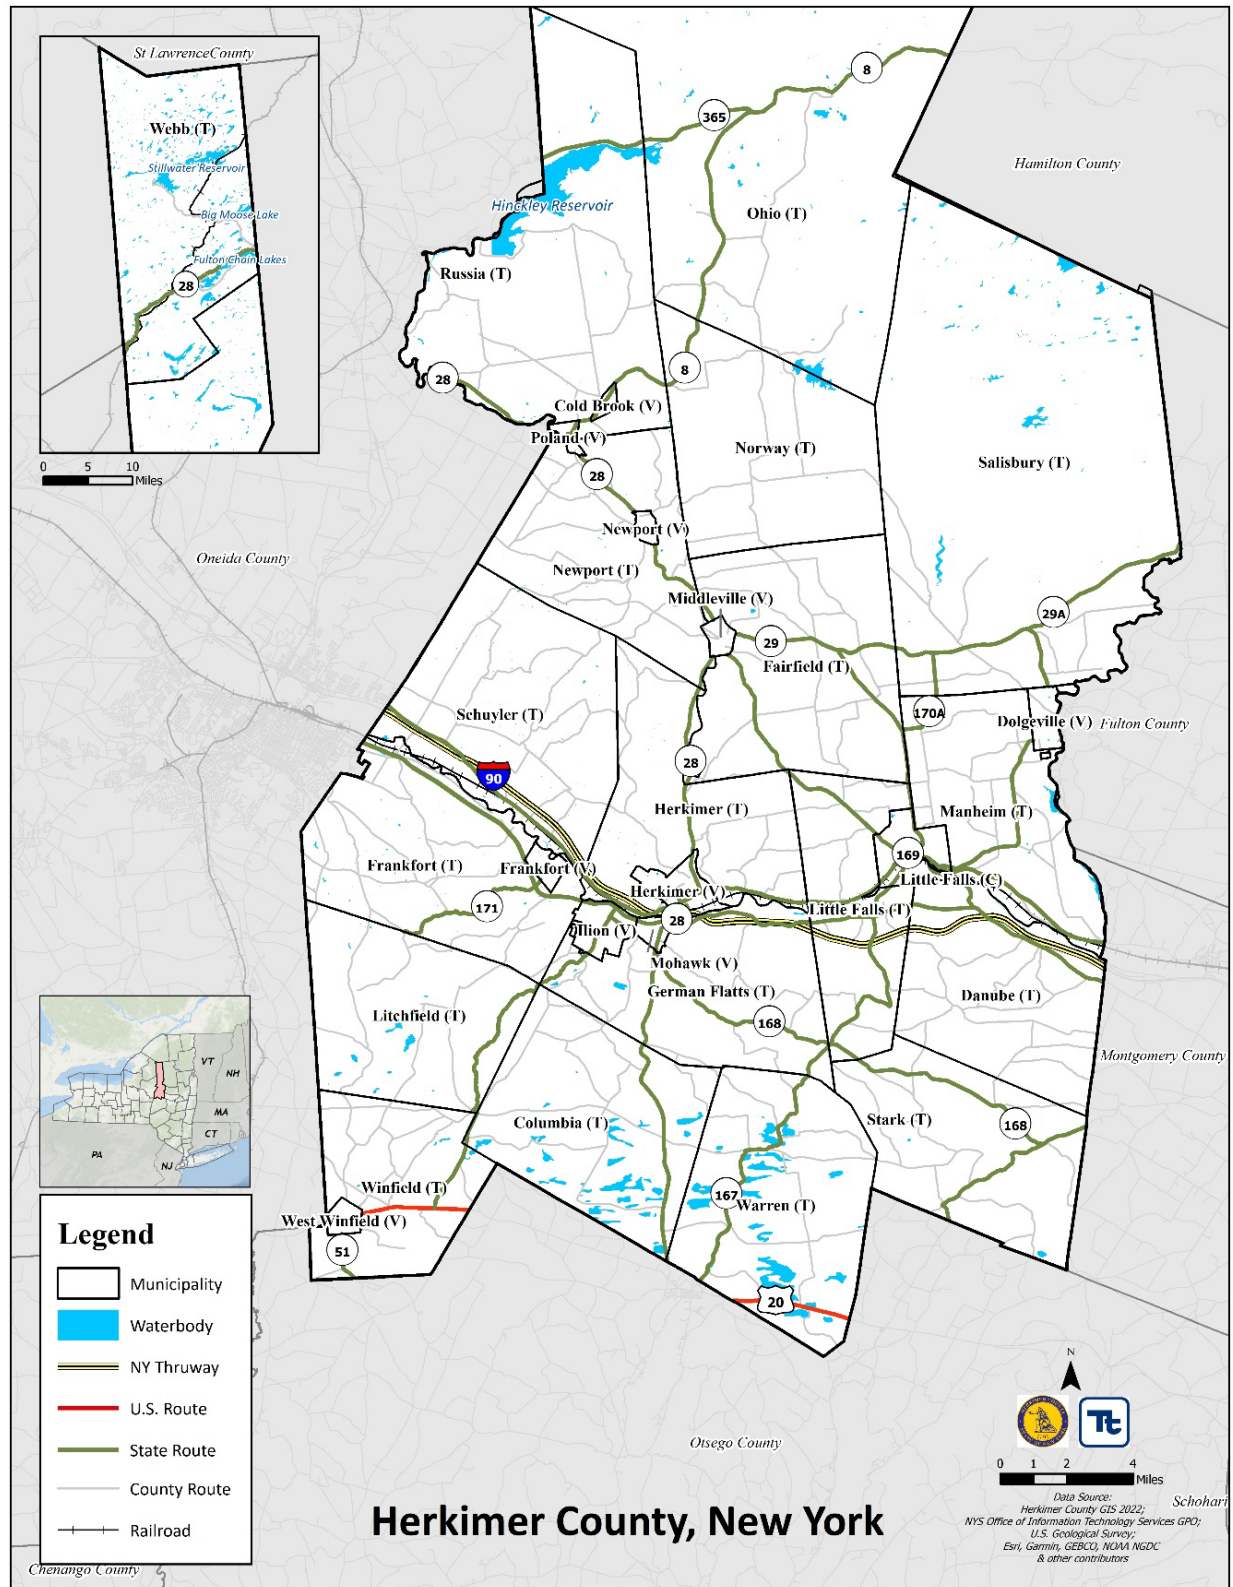 St LawrenceCounty
Webb (T)
Stillwater Reservoir
Big Moose Lake
Fulton Chain Lakes
28
0 5 10
Miles
8
365
Hamilton County
Hinckley Reservoir
Ohio (T)
Russia (T)
28
8
Cold Brook (V)
Poland (V)
Norway (T)
Salisbury (T)
28
Newport (V)
Oneida County
Newport (T)
Middleville (V)
29A
29
Fairfield (T)
Schuyler (T)
170A
Dolgeville (V)
Fulton County
28
90
Herkimer (T)
Manheim (T)
169
Frankfort (T)
Frankfort (V)
Little Falls (C)
Herkimer (V)
171
Little Falls (T)
28
Ilion (V)
Mohawk (V)
German Flatts (T)
Danube (T)
Litchfield (T)
168
Montgomery County
VT
NH
MA
CT
PA
NJ
Columbia (T)
Stark (T)
168
Winfield (T)
167
Warren (T)
West Winfield (V)
51
20
Legend
Municipality
Waterbody
NY Thruway
U.S. Route
State Route
County Route
Railroad
N
Tt
Otsego County
0 1 2 4
Miles
Schohari
Data Source:
Herkimer County GIS 2022;
NYS Office of Information Technology Services GPO;
U.S. Geological Survey;
Esri, Garmin, GEBCO, NOAA NGDC
& other contributors
Herkimer County, New York
Chenango County